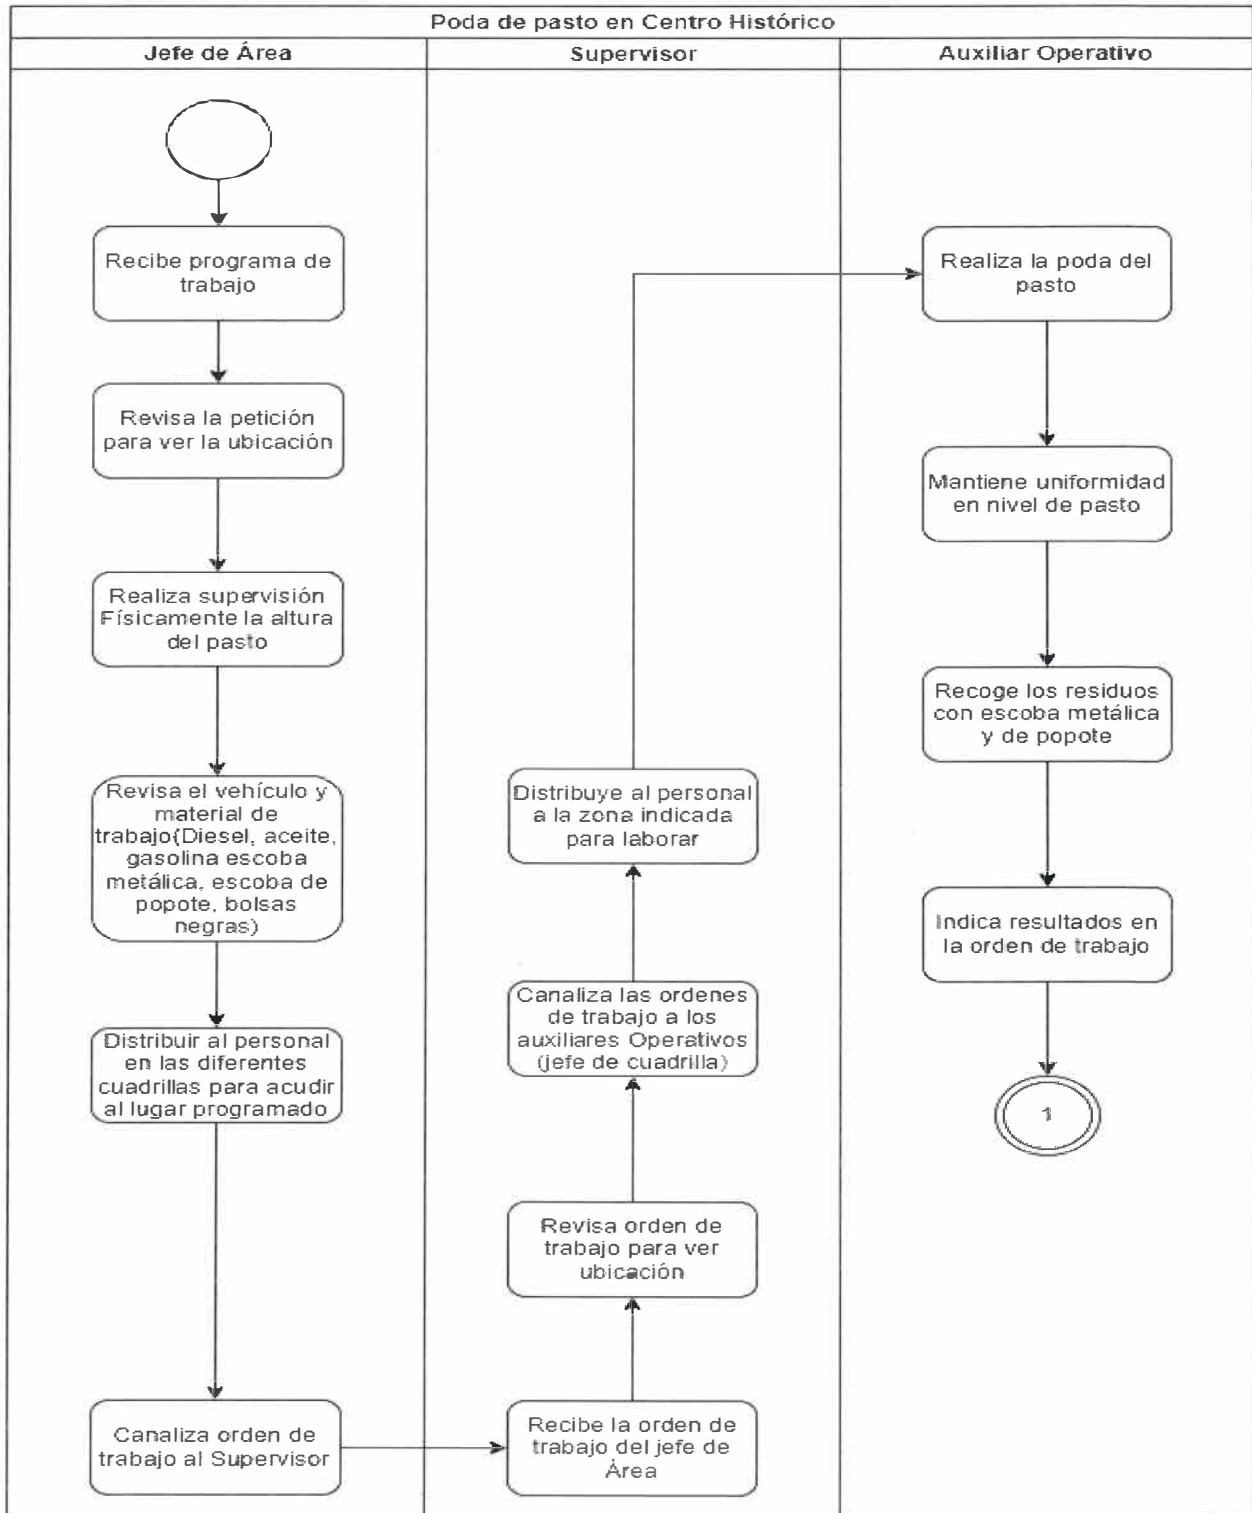 Poda de pasto en Centro Histórico
Jefe de Área
Supervisor
Auxiliar Operativo
Recibe programa de
trabajo
Revisa la petición
para ver la ubicación
Realiza supervisión
Físicamente la altura
del pasto
Revisa el vehículo y
material de
trabajo(Diesel, aceite,
gasolina escoba
metálica, escoba de
popote, bolsas
negras)
Distribuir al personal
en las diferentes
cuadrillas para acudir
al lugar programado
Canaliza orden de
trabajo al Supervisor
Recibe la orden de
trabajo del jefe de
Área
Revisa orden de
trabajo para ver
ubicación
Canaliza las ordenes
de trabajo a los
auxiliares Operativos
(jefe de cuadrilla)
Distribuye al personal
a la zona indicada
para laborar
Realiza la poda del
pasto
Mantiene uniformidad
en nivel de pasto
Recoge los residuos
con escoba metálica
y de popote
Indica resultados en
la orden de trabajo
1